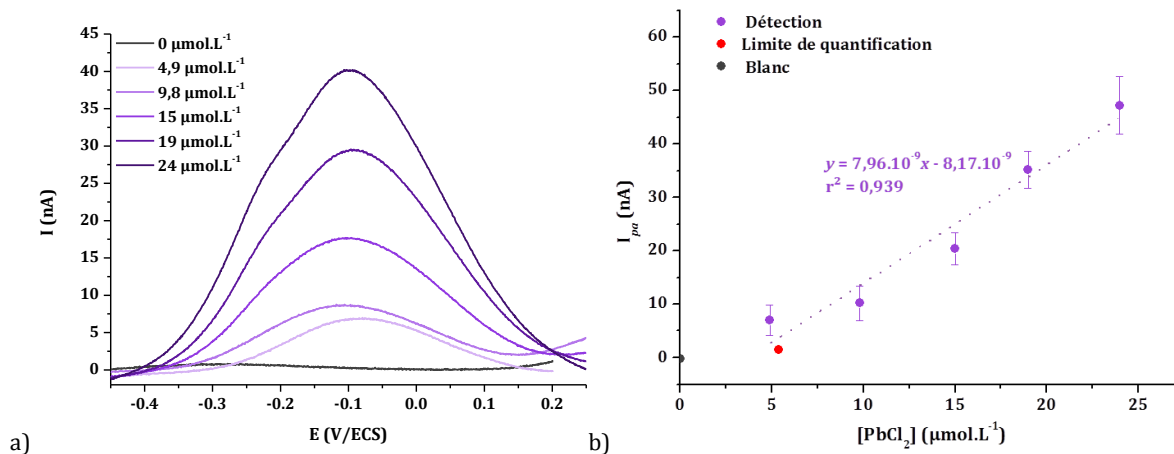 45
40
35
30
25
20
15
10
5
0
I (nA)
0 µmol.L⁻¹
4,9 µmol.L⁻¹
9,8 µmol.L⁻¹
15 µmol.L⁻¹
19 µmol.L⁻¹
24 µmol.L⁻¹
-0.4 -0.3 -0.2 -0.1 0.0 0.1 0.2
E (V/ECS)
a)
60
50
40
30
20
10
0
I_pa (nA)
Détection
Limite de quantification
Blanc
y = 7,96.10⁻⁹x - 8,17.10⁻⁹
r² = 0,939
0 5 10 15 20 25
[PbCl₂] (µmol.L⁻¹)
b)